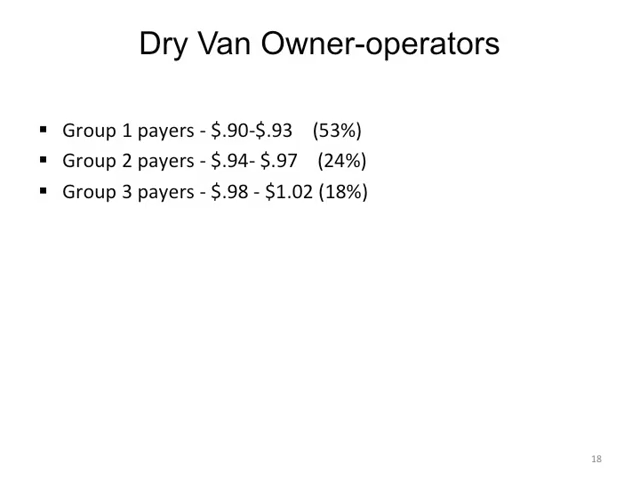 Dry Van Owner-operators
▪ Group 1 payers - $.90-$.93 (53%)
▪ Group 2 payers - $.94- $.97 (24%)
▪ Group 3 payers - $.98 - $1.02 (18%)
18